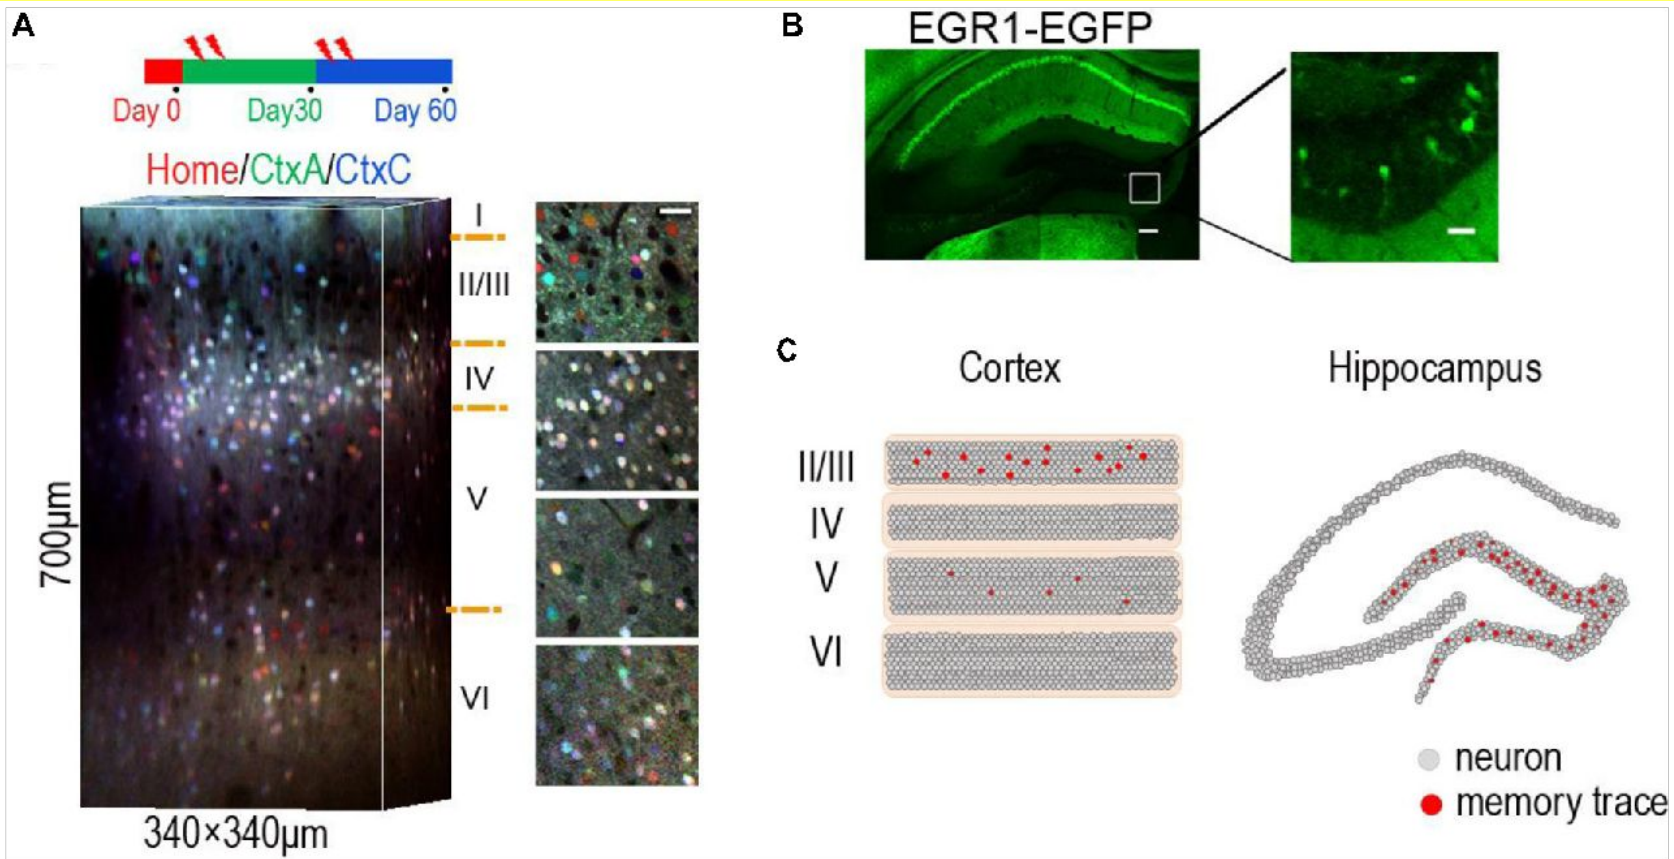 A
Day 0 Day30 Day 60
Home/CtxA/CtxC
I
II/III
IV
V
VI
700µm
340×340µm
B
EGR1-EGFP
C
Cortex
II/III
IV
V
VI
Hippocampus
neuron
memory trace